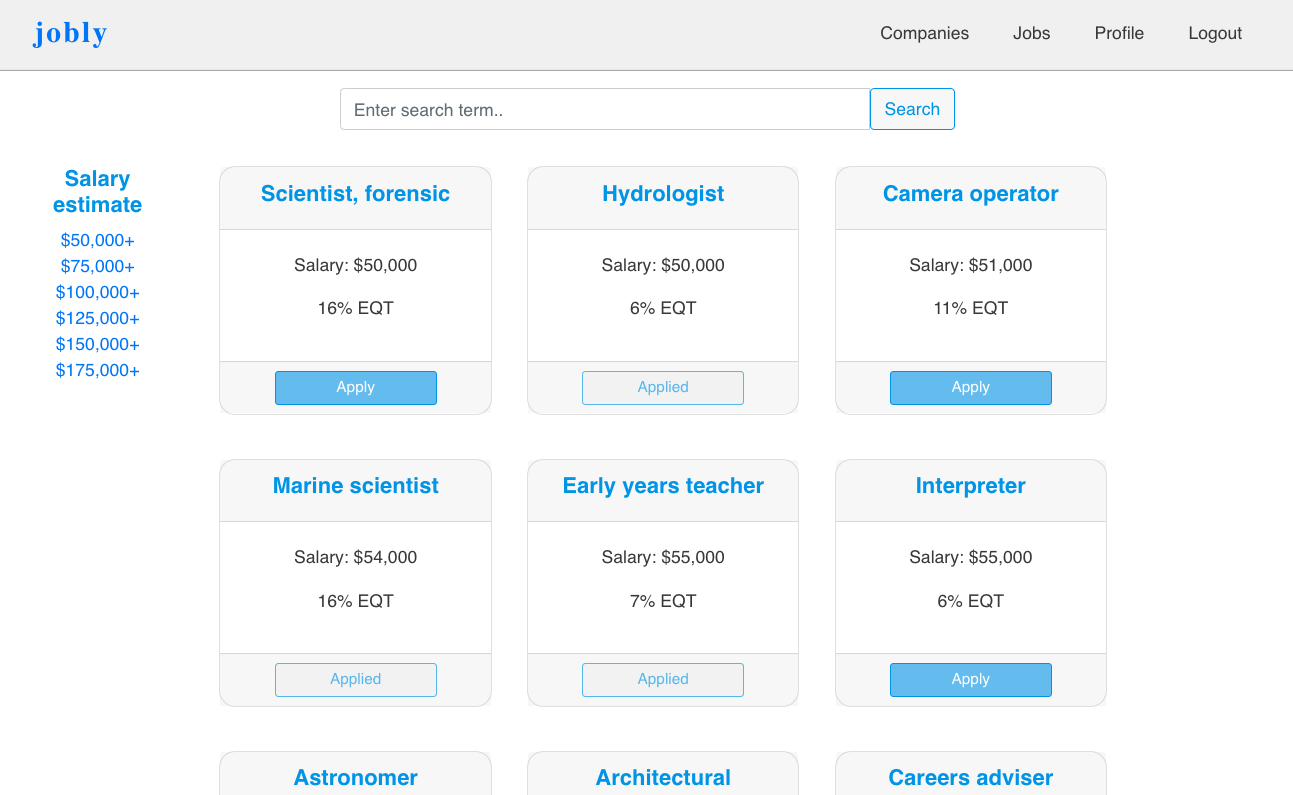 jobly
Companies Jobs Profile Logout
Enter search term..
Search
Salary
estimate
$50,000+
$75,000+
$100,000+
$125,000+
$150,000+
$175,000+
Scientist, forensic
Salary: $50,000
16% EQT
Apply
Hydrologist
Salary: $50,000
6% EQT
Applied
Camera operator
Salary: $51,000
11% EQT
Apply
Marine scientist
Salary: $54,000
16% EQT
Applied
Early years teacher
Salary: $55,000
7% EQT
Applied
Interpreter
Salary: $55,000
6% EQT
Apply
Astronomer
Architectural
Careers adviser